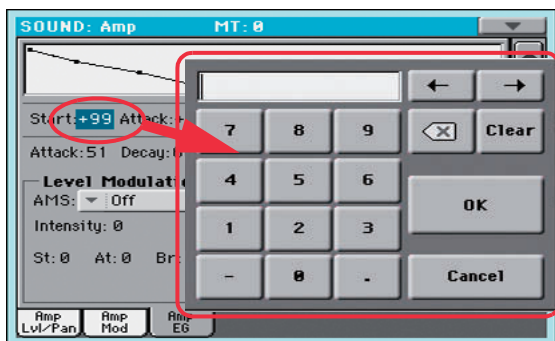 SOUND: Amp MT: 0
Start: +99 Attack: +
Attack: 51 Decay:
Level Modulati
AMS: Off
Intensity: 0
St: 0 At: 0 Br:
← →
7 8 9 Clear
4 5 6 OK
1 2 3
- 0 . Cancel
Amp Lvl/Pan
Amp Mod
Amp EG